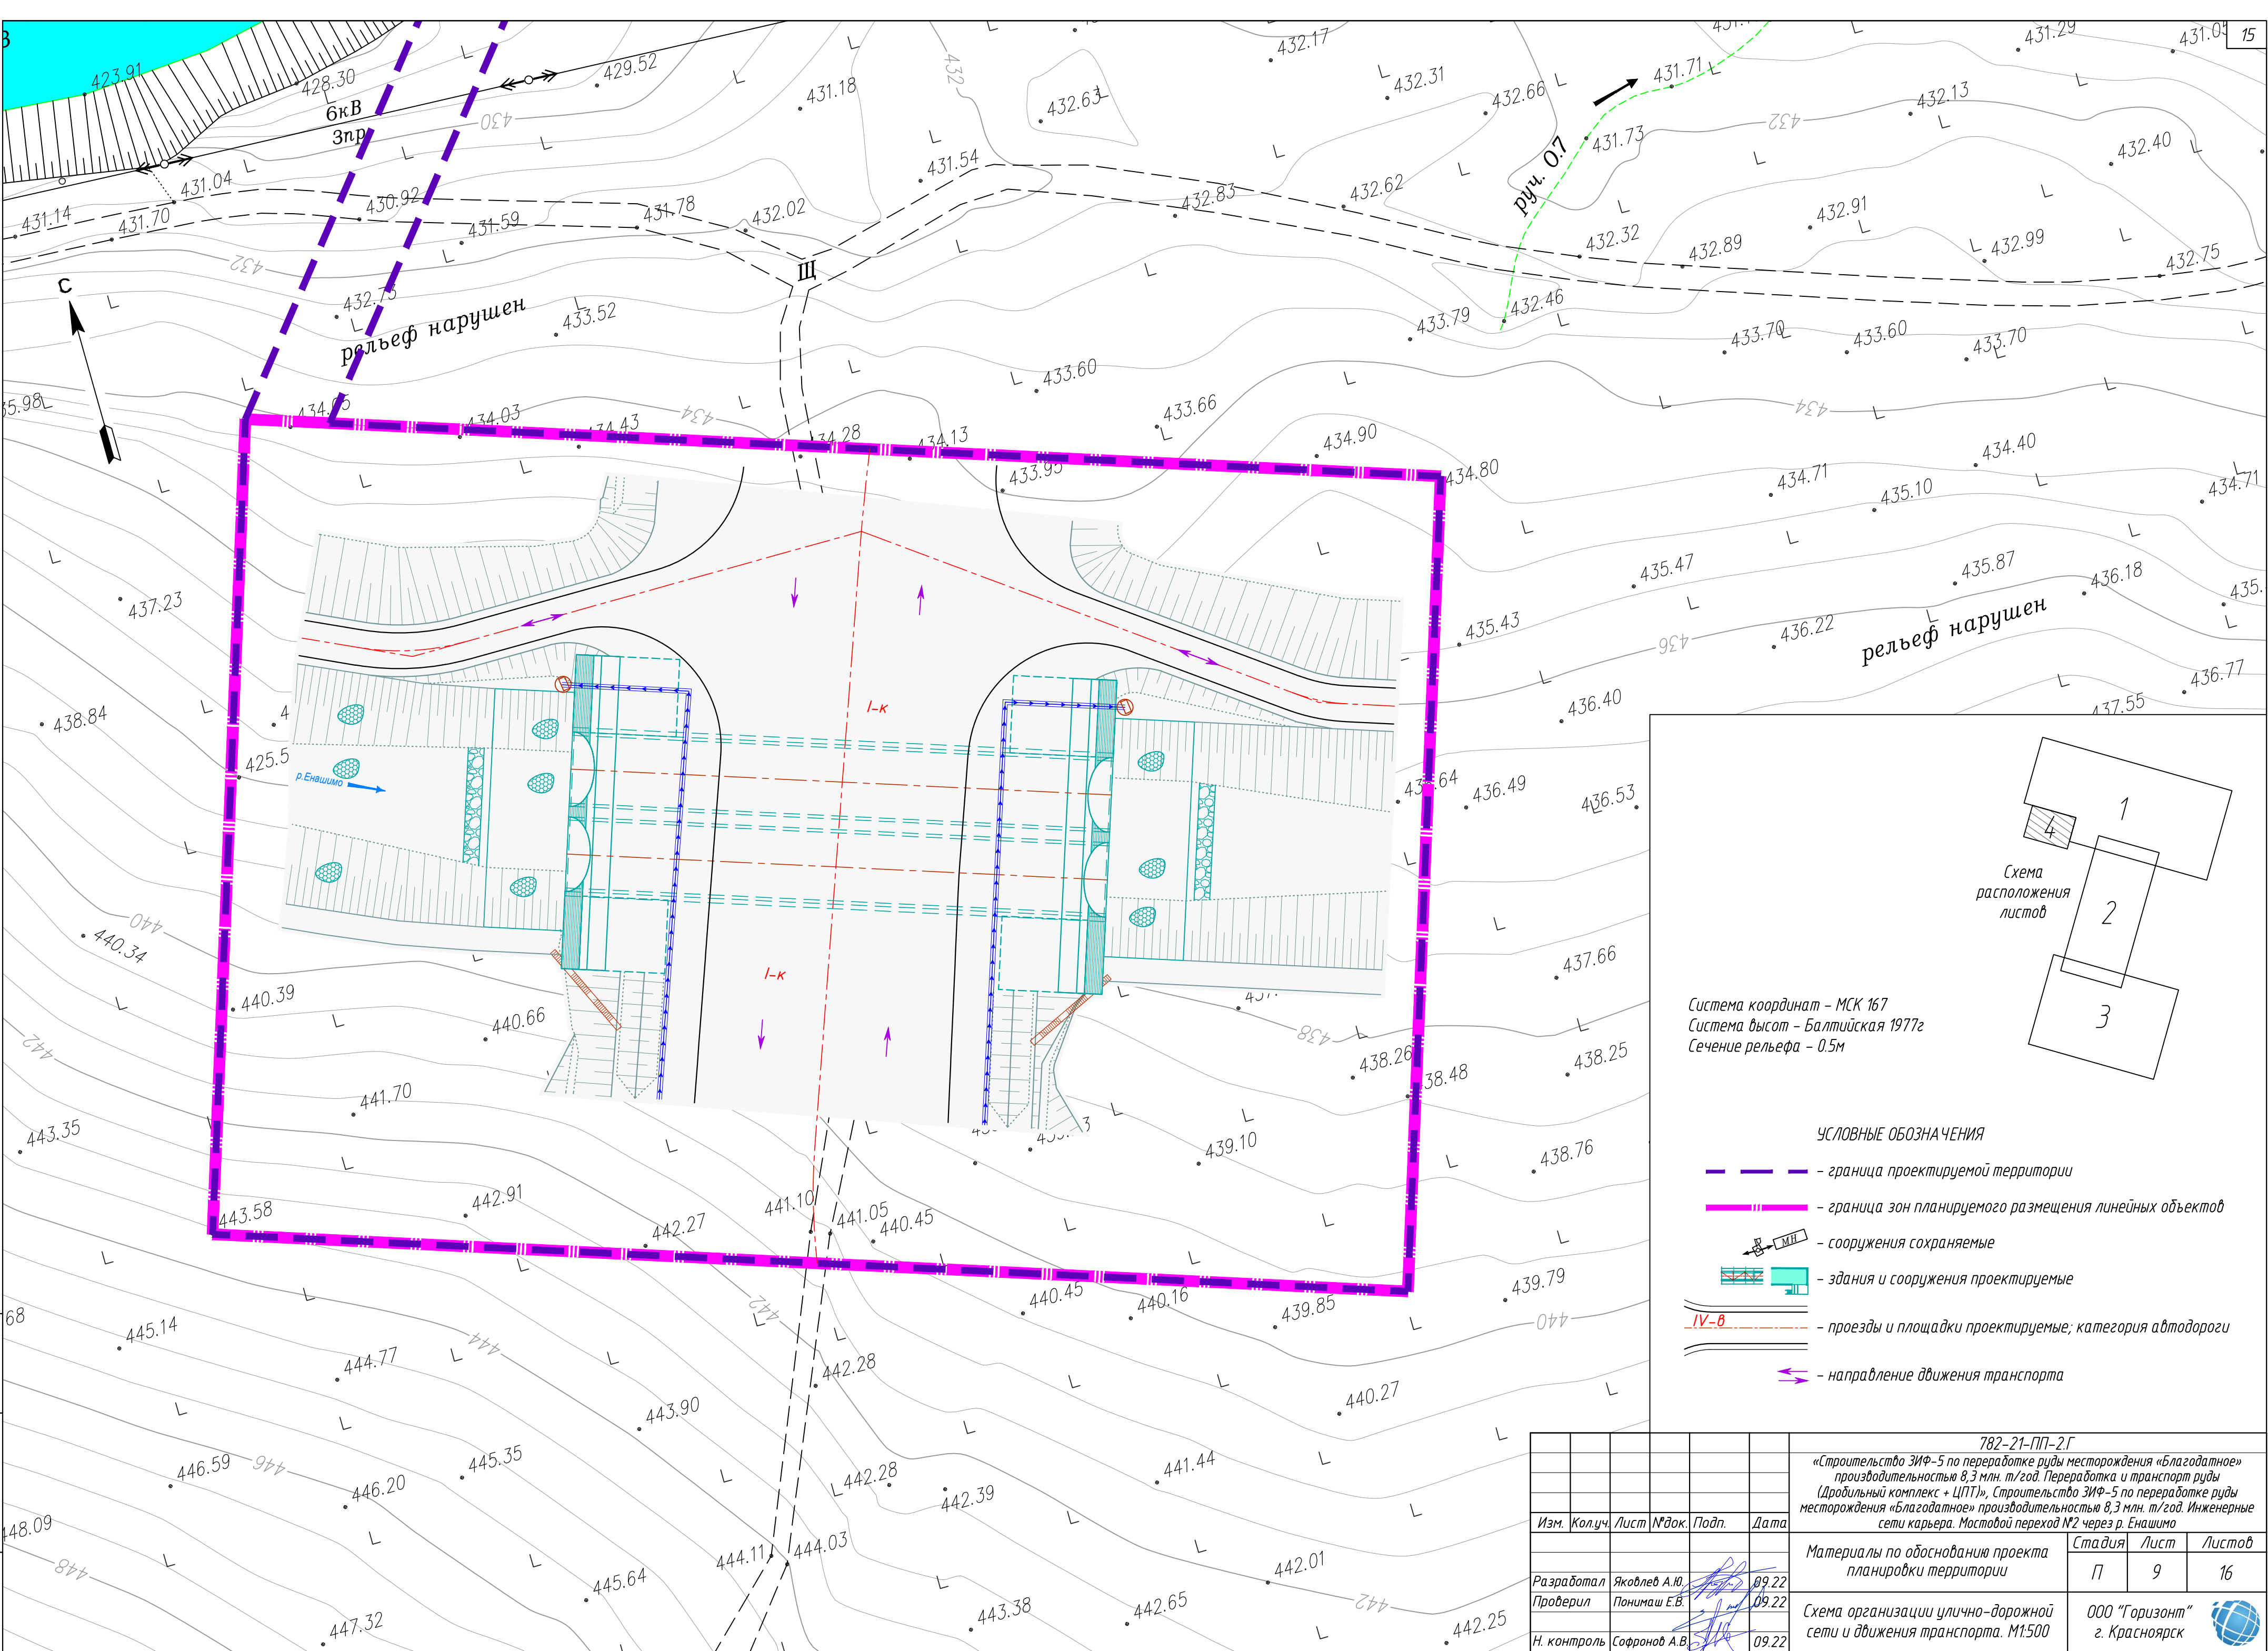 15
423.91
428.30
6кВ
3пр
429.52
430
431.18
432
432.17
432.63
432.31
432.66
431.71
431.29
432.13
432
431.73
432.40
431.04
431.14
431.70
430.92
431.59
431.78
432.02
431.54
432.83
432.62
руч. 0.7
432.32
432.89
432.91
432.99
432.75
432
Щ
С
432.73
рельеф нарушен
433.52
433.79
432.46
433.70
433.60
433.70
433.60
434.03
434
433.66
434
434.90
434.80
434.40
434.71
435.10
434.71
437.23
435.47
435.87
436.18
435.43
436
436.22
рельеф нарушен
436.77
436.40
438.84
I-к
р.Енашимо
436.49
436.53
440
440.34
440.39
440.66
I-к
437.66
438
438.26
438.25
442
441.70
443.35
439.10
438.76
443.58
442.91
442.27
441.10
441.05
440.45
440.45
440.16
439.85
439.79
440
442
444
445.14
444.77
442.28
443.90
440.27
446.59
446
446.20
445.35
442.28
442.39
441.44
448
444.11
444.03
445.64
442.01
447.32
443.38
442.65
442
442.25
1
4
2
3
Схема
расположения
листов
Система координат – МСК 167
Система высот – Балтийская 1977г
Сечение рельефа – 0.5м
УСЛОВНЫЕ ОБОЗНАЧЕНИЯ
– граница проектируемой территории
– граница зон планируемого размещения линейных объектов
МН – сооружения сохраняемые
– здания и сооружения проектируемые
IV-в – проезды и площадки проектируемые; категория автодороги
– направление движения транспорта
782-21-ПП-2.Г
«Строительство ЗИФ-5 по переработке руды месторождения «Благодатное»
производительностью 8,3 млн. т/год. Переработка и транспорт руды
(Дробильный комплекс + ЦПТ)», Строительство ЗИФ-5 по переработке руды
месторождения «Благодатное» производительностью 8,3 млн. т/год. Инженерные
сети карьера. Мостовой переход №2 через р. Енашимо
Изм. Кол.уч. Лист №док. Подп. Дата
Материалы по обоснованию проекта
планировки территории
Стадия Лист Листов
П 9 16
Разработал Яковлев А.Ю. 09.22
Проверил Понимаш Е.В. 09.22
Н. контроль Софронов А.В. 09.22
Схема организации улично-дорожной
сети и движения транспорта. М1:500
ООО "Горизонт"
г. Красноярск